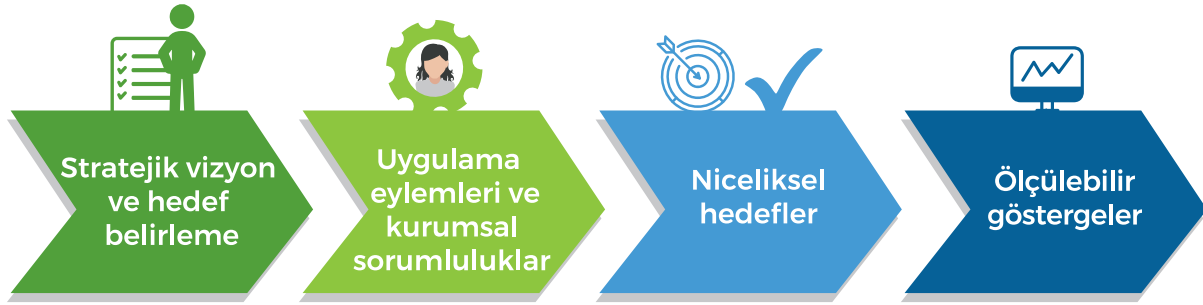 Stratejik vizyon
ve hedef
belirleme
Uygulama
eylemleri ve
kurumsal
sorumluluklar
Niceliksel
hedefler
Ölçülebilir
göstergeler